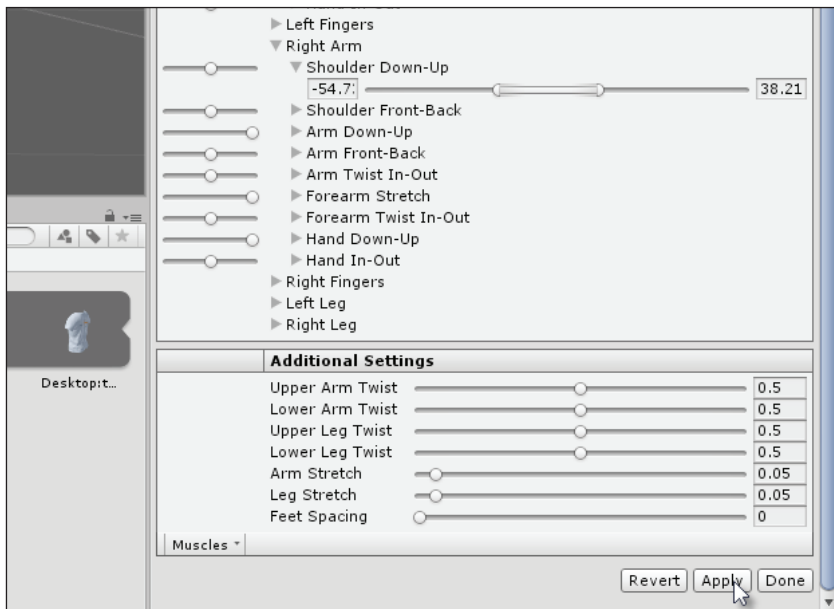 Left Fingers
Right Arm
Shoulder Down-Up
-54.7 38.21
Shoulder Front-Back
Arm Down-Up
Arm Front-Back
Arm Twist In-Out
Forearm Stretch
Forearm Twist In-Out
Hand Down-Up
Hand In-Out
Right Fingers
Left Leg
Right Leg
Desktop:t...
Additional Settings
Upper Arm Twist 0.5
Lower Arm Twist 0.5
Upper Leg Twist 0.5
Lower Leg Twist 0.5
Arm Stretch 0.05
Leg Stretch 0.05
Feet Spacing 0
Muscles
Revert Apply Done